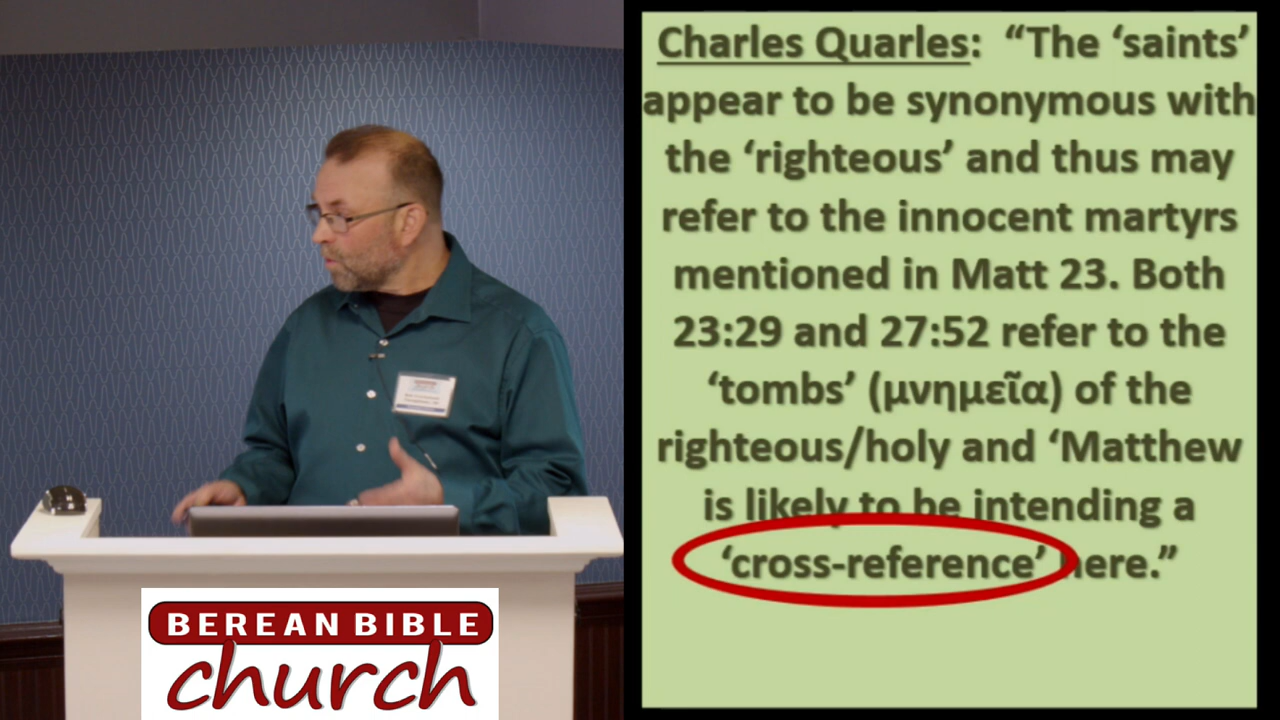 Charles Quarles: “The ‘saints’
appear to be synonymous with
the ‘righteous’ and thus may
refer to the innocent martyrs
mentioned in Matt 23. Both
23:29 and 27:52 refer to the
‘tombs’ (μνημεῖα) of the
righteous/holy and ‘Matthew
is likely to be intending a
‘cross-reference’ here.”
BEREAN BIBLE
church